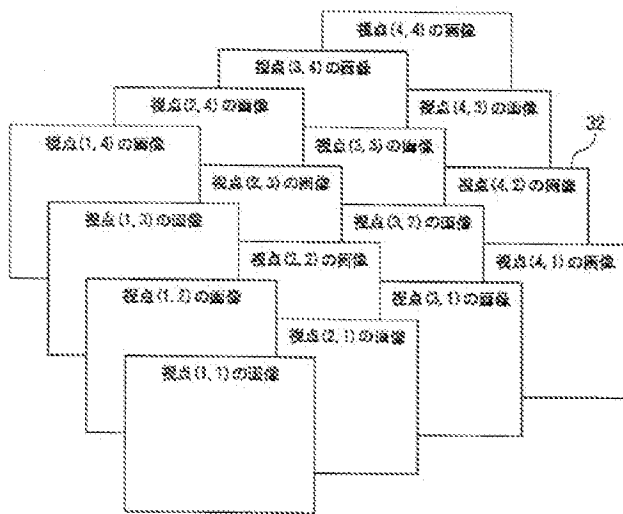 視点(4, 4)の画像
視点(3, 4)の画像
視点(2, 4)の画像
視点(4, 3)の画像
32
視点(1, 4)の画像
視点(3, 3)の画像
視点(2, 3)の画像
視点(4, 2)の画像
視点(1, 3)の画像
視点(3, 2)の画像
視点(2, 2)の画像
視点(4, 1)の画像
視点(1, 2)の画像
視点(3, 1)の画像
視点(2, 1)の画像
視点(1, 1)の画像